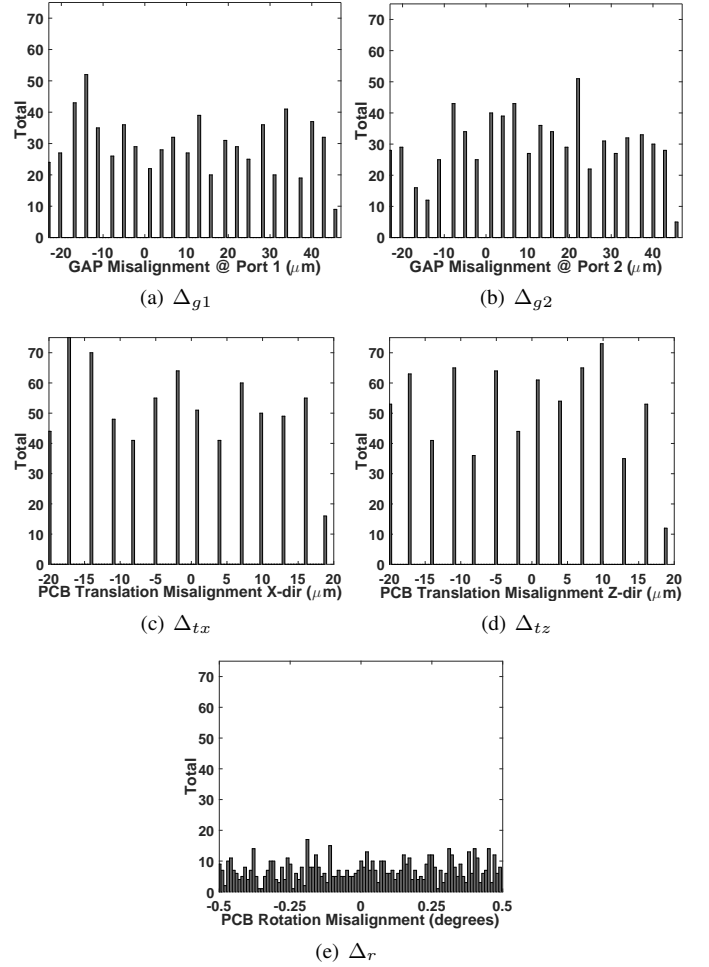 70
60
50
40
30
20
10
0
Total
-20 -10 0 10 20 30 40
GAP Misalignment @ Port 1 (μm)
(a) Δg1
70
60
50
40
30
20
10
0
Total
-20 -10 0 10 20 30 40
GAP Misalignment @ Port 2 (μm)
(b) Δg2
70
60
50
40
30
20
10
0
Total
-20 -15 -10 -5 0 5 10 15 20
PCB Translation Misalignment X-dir (μm)
(c) Δtx
70
60
50
40
30
20
10
0
Total
-20 -15 -10 -5 0 5 10 15 20
PCB Translation Misalignment Z-dir (μm)
(d) Δtz
70
60
50
40
30
20
10
0
Total
-0.5 -0.25 0 0.25 0.5
PCB Rotation Misalignment (degrees)
(e) Δr